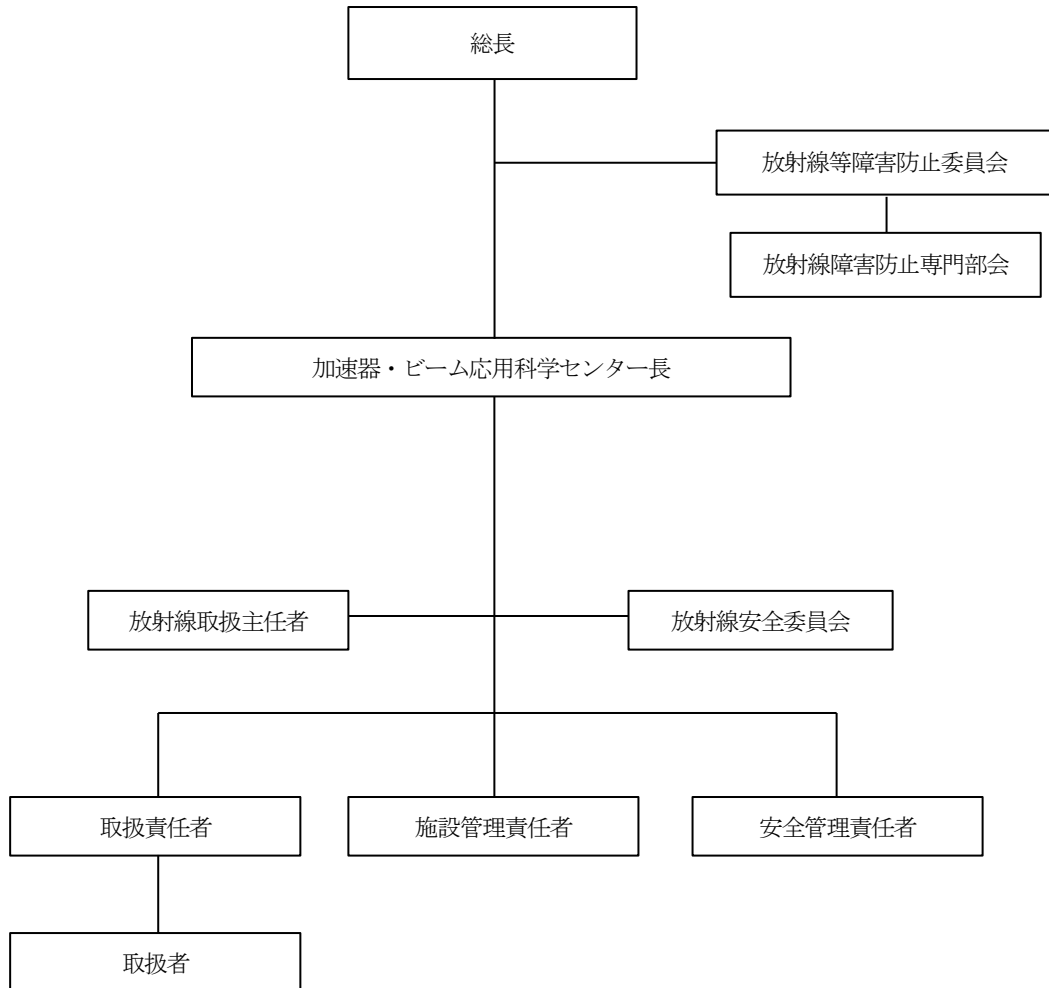 総長
放射線等障害防止委員会
放射線障害防止専門部会
加速器・ビーム応用科学センター長
放射線取扱主任者
放射線安全委員会
取扱責任者
施設管理責任者
安全管理責任者
取扱者